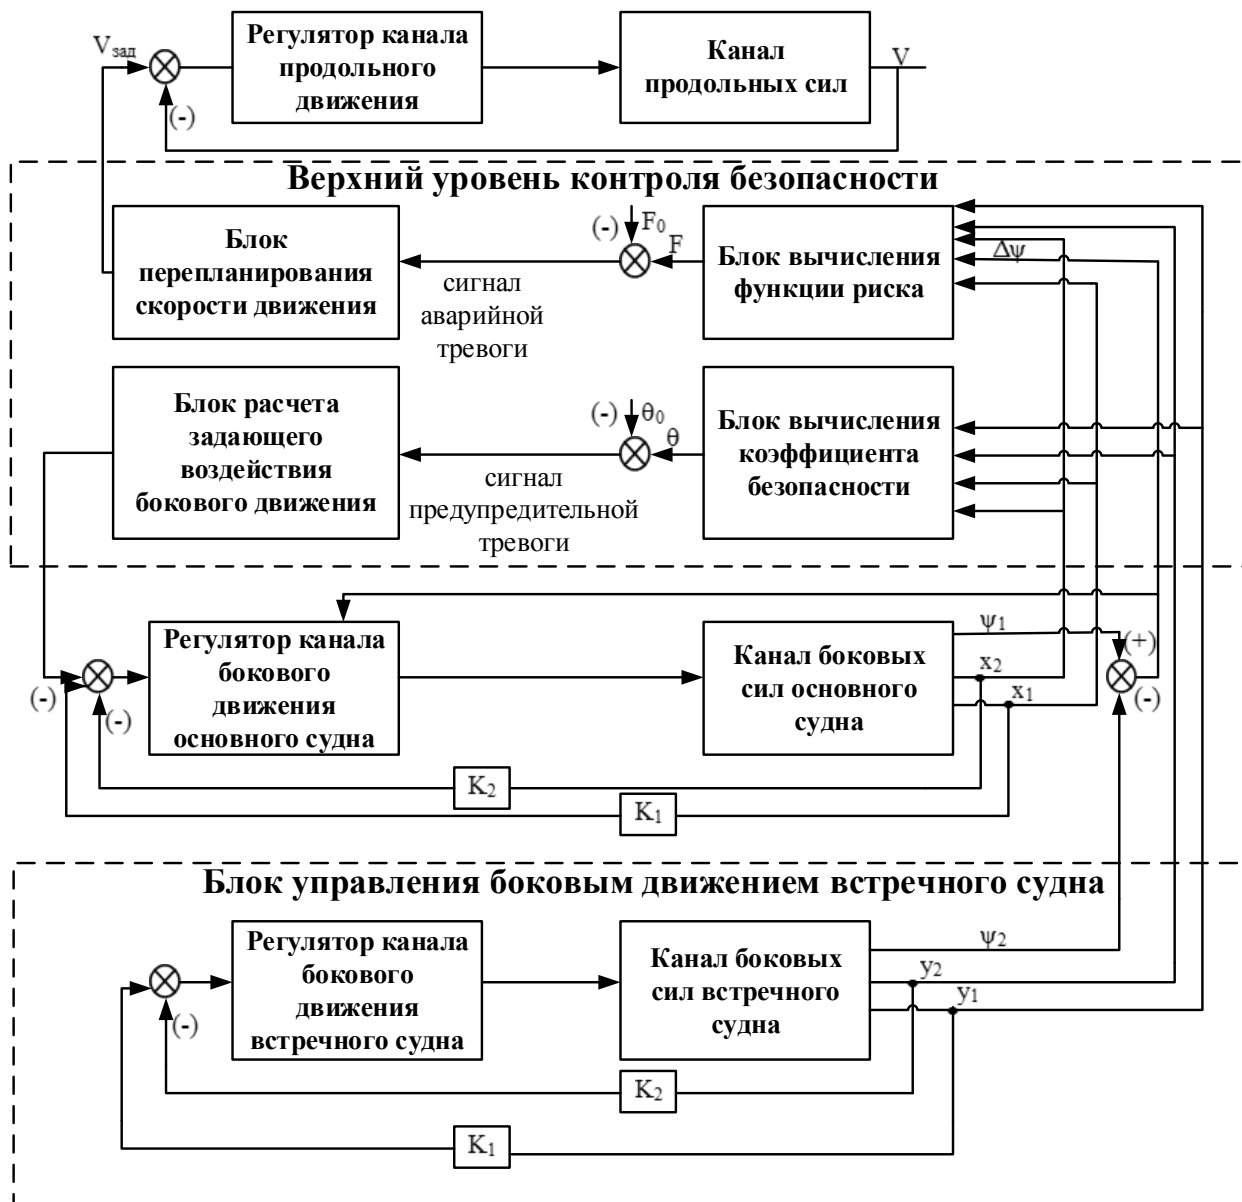 V зад
Регулятор канала
продольного
движения
Канал
продольных сил
V
(-)
Верхний уровень контроля безопасности
Блок
перепланирования
скорости движения
(-)
F0
F
сигнал
аварийной
тревоги
Блок вычисления
функции риска
Δψ
Блок расчета
задающего
воздействия
бокового движения
(-)
θ0
θ
сигнал
предупредительной
тревоги
Блок вычисления
коэффициента
безопасности
(-)
(-)
Регулятор канала
бокового
движения
основного судна
Канал боковых
сил основного
судна
ψ1
x2
x1
(+)
(-)
K2
K1
Блок управления боковым движением встречного судна
(-)
Регулятор канала
бокового
движения
встречного судна
Канал боковых
сил встречного
судна
ψ2
y2
y1
K2
K1